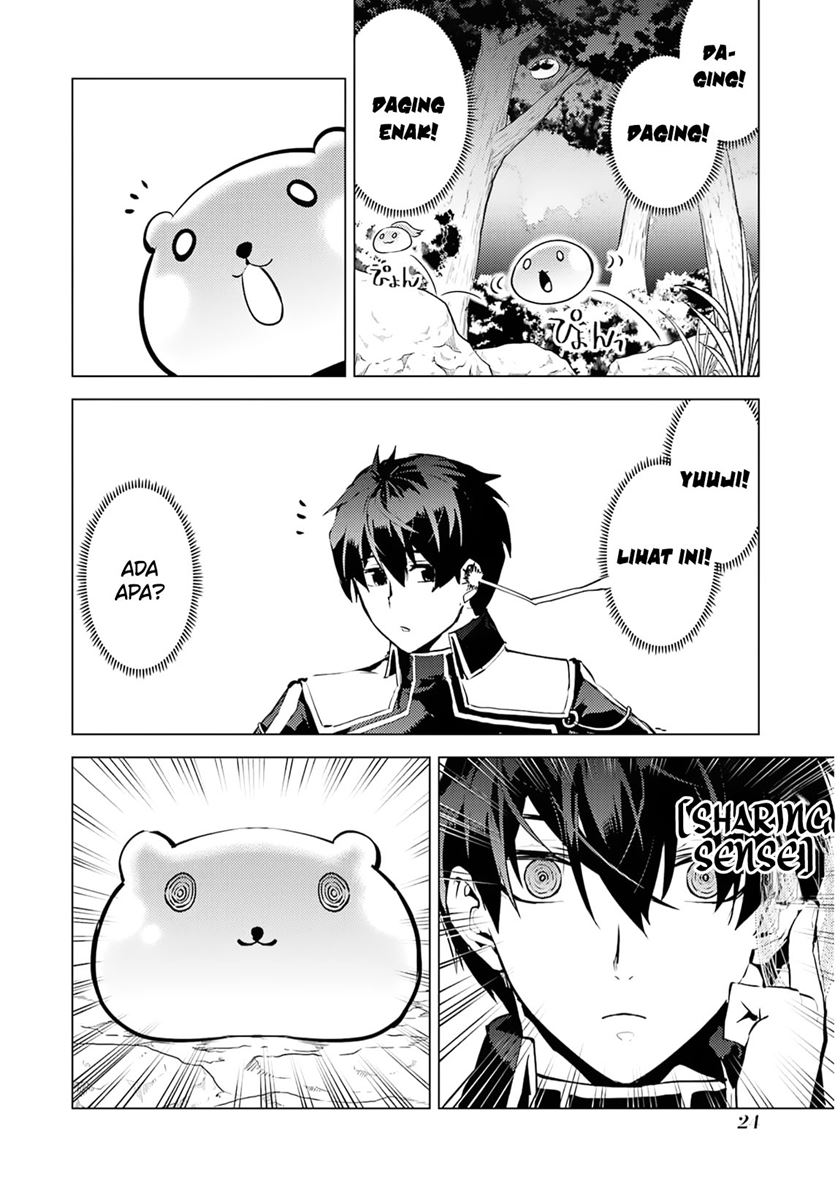 DA-
GING!
DAGING!
DAGING
ENAK!
ぴょんっ
ぴょん
YUUJI!
LIHAT INI!
ADA
APA?
[SHARING
SENSE]
21